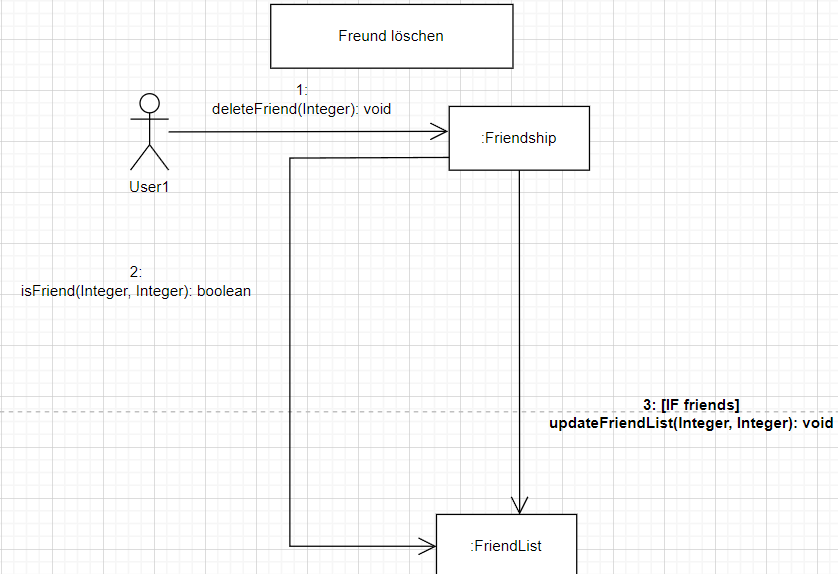 Freund löschen
1:
deleteFriend(Integer): void
:Friendship
User1
2:
isFriend(Integer, Integer): boolean
3: [IF friends]
updateFriendList(Integer, Integer): void
:FriendList